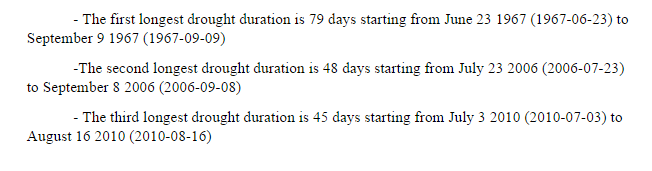 - The first longest drought duration is 79 days starting from June 23 1967 (1967-06-23) to
September 9 1967 (1967-09-09)
-The second longest drought duration is 48 days starting from July 23 2006 (2006-07-23)
to September 8 2006 (2006-09-08)
- The third longest drought duration is 45 days starting from July 3 2010 (2010-07-03) to
August 16 2010 (2010-08-16)